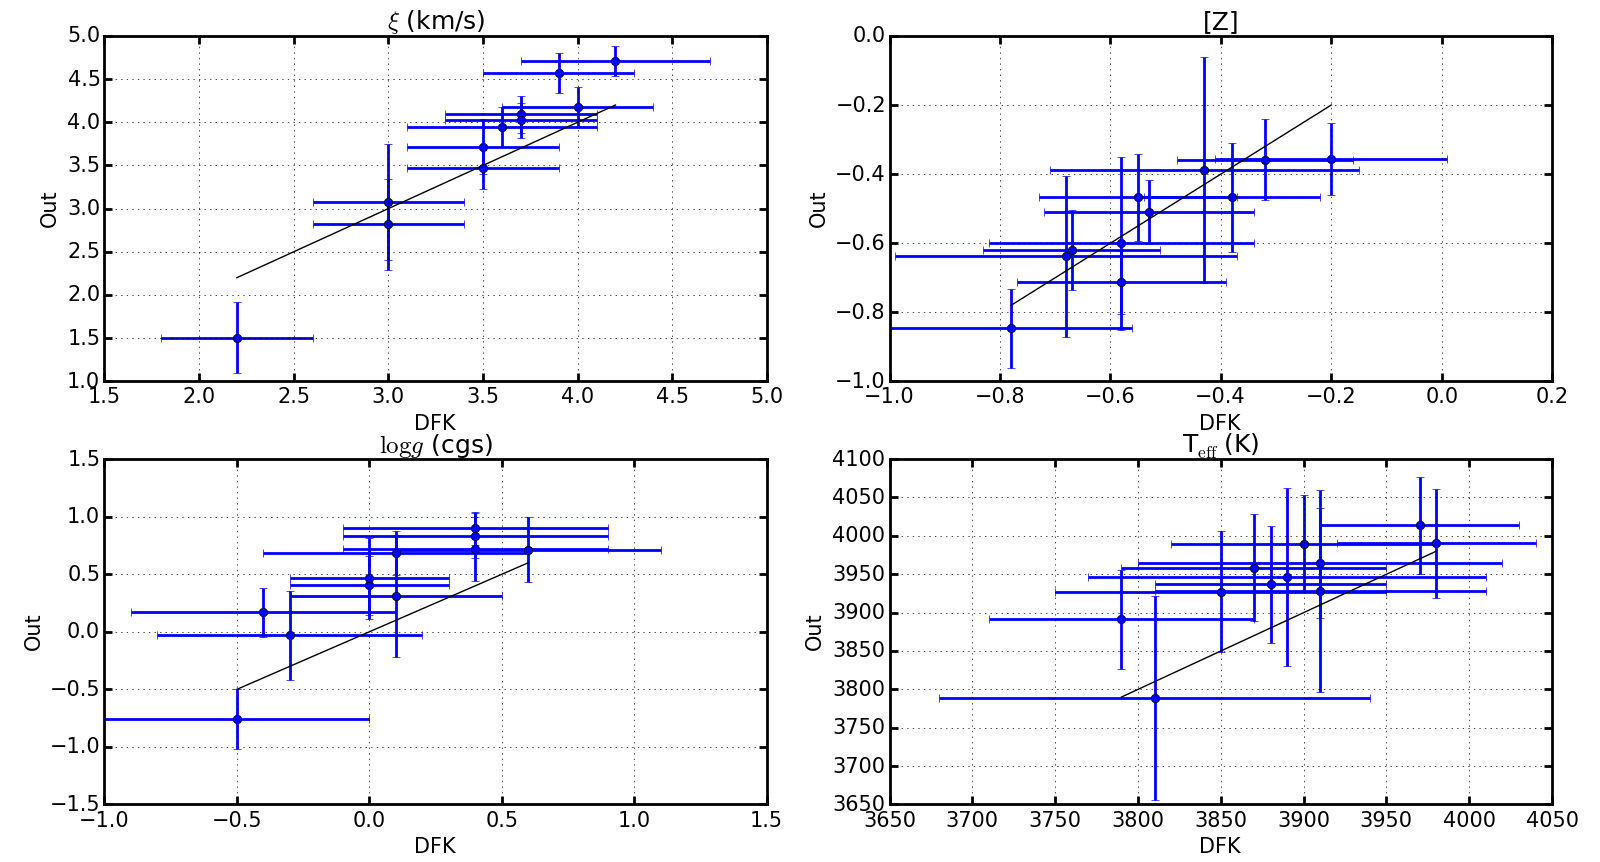 ξ (km/s)
5.0
4.5
4.0
3.5
3.0
2.5
2.0
1.5
1.0
Out
1.5 2.0 2.5 3.0 3.5 4.0 4.5 5.0
DFK
[Z]
0.0
−0.2
−0.4
−0.6
−0.8
−1.0
Out
−1.0 −0.8 −0.6 −0.4 −0.2 0.0 0.2
DFK
log g (cgs)
1.5
1.0
0.5
0.0
−0.5
−1.0
−1.5
Out
−1.0 −0.5 0.0 0.5 1.0 1.5
DFK
T_eff (K)
4100
4050
4000
3950
3900
3850
3800
3750
3700
3650
Out
3650 3700 3750 3800 3850 3900 3950 4000 4050
DFK